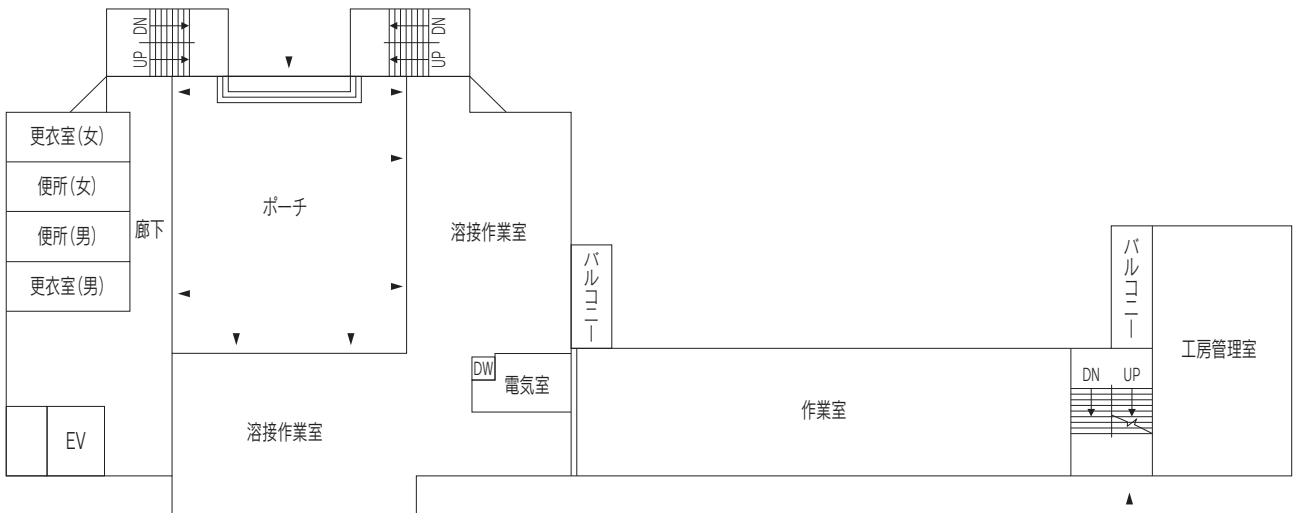 DN
UP
DN
UP
更衣室(女)
便所(女)
便所(男)
更衣室(男)
廊下
ポーチ
溶接作業室
バルコニー
バルコニー
工房管理室
DW
電気室
DN UP
作業室
溶接作業室
EV